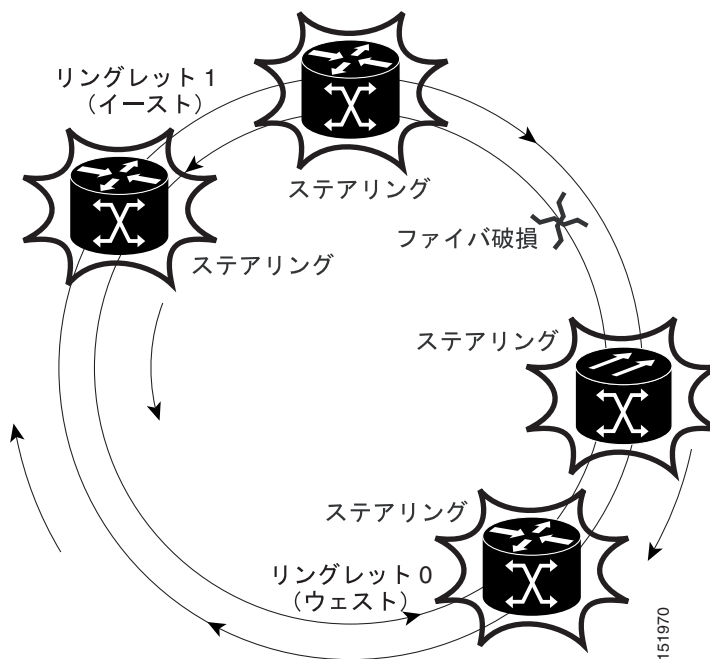 リングレット 1
（イースト）
ステアリング
ステアリング
ファイバ破損
ステアリング
ステアリング
リングレット 0
（ウェスト）
151970